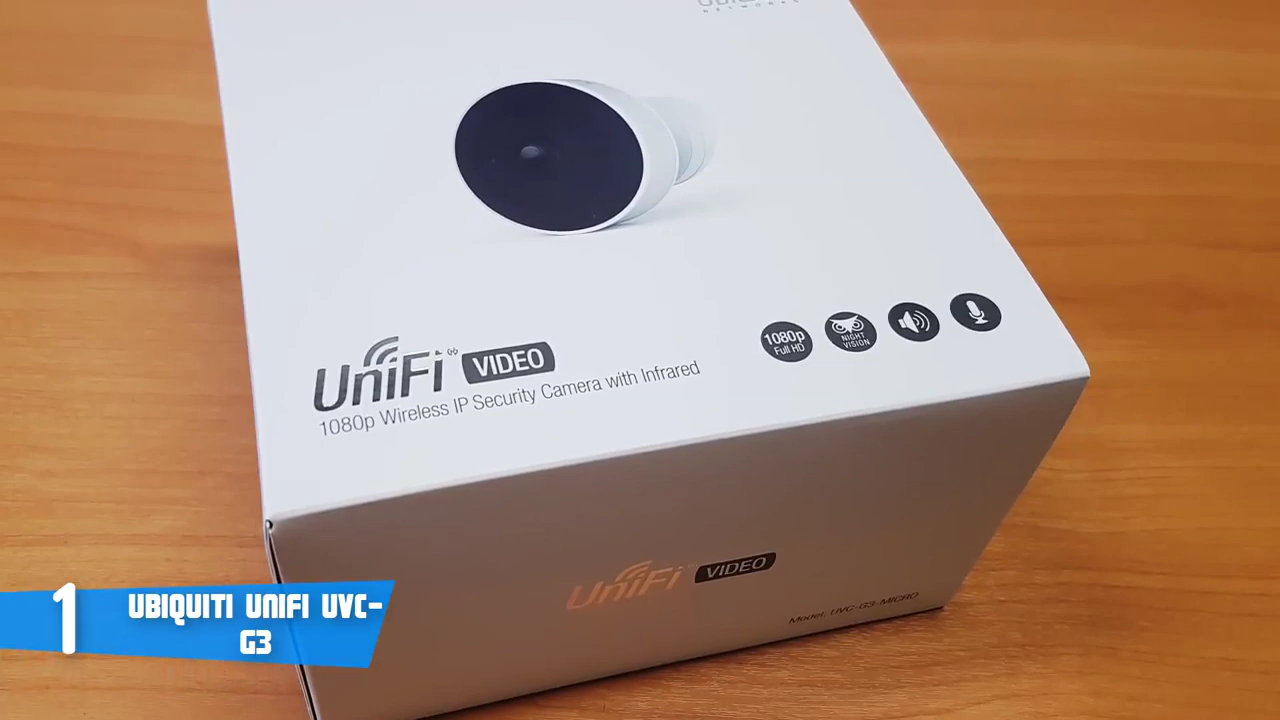 NETWORKS
UniFi VIDEO
1080p Wireless IP Security Camera with Infrared
1080p
Full HD
NIGHT
VISION
UniFi VIDEO
Model: UVC-G3-MICRO
1 UBIQUITI UNIFI UVC-
G3